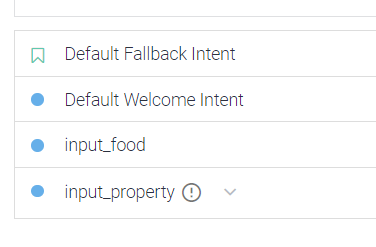 Default Fallback Intent
Default Welcome Intent
input_food
input_property